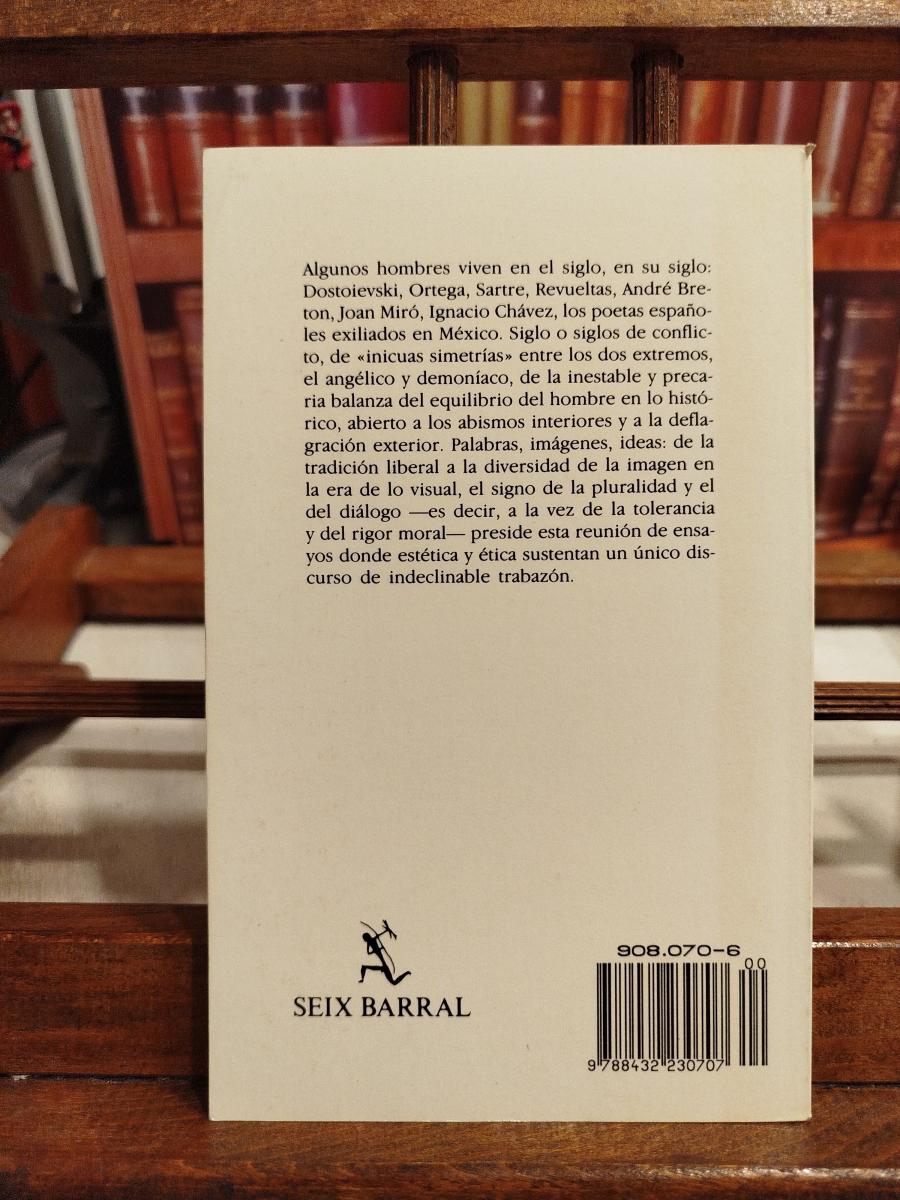 Algunos hombres viven en el siglo, en su siglo:
Dostoievski, Ortega, Sartre, Revueltas, André Bre-
ton, Joan Miró, Ignacio Chávez, los poetas españo-
les exiliados en México. Siglo o siglos de conflic-
to, de «inicuas simetrías» entre los dos extremos,
el angélico y demoníaco, de la inestable y preca-
ria balanza del equilibrio del hombre en lo histó-
rico, abierto a los abismos interiores y a la defla-
gración exterior. Palabras, imágenes, ideas: de la
tradición liberal a la diversidad de la imagen en
la era de lo visual, el signo de la pluralidad y el
del diálogo —es decir, a la vez de la tolerancia
y del rigor moral— preside esta reunión de ensa-
yos donde estética y ética sustentan un único dis-
curso de indeclinable trabazón.
SEIX BARRAL
908.070-6
00
9 788432 230707